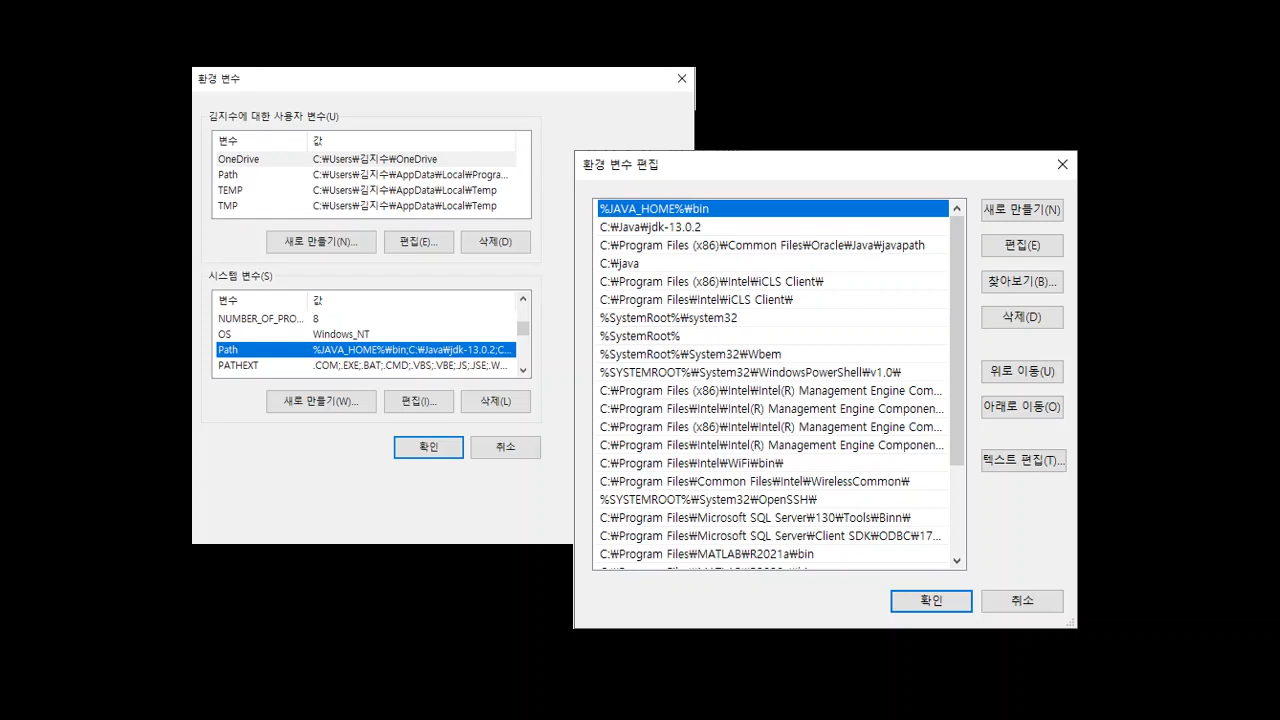 환경 변수
김지수에 대한 사용자 변수(U)
변수 값
OneDrive C:₩Users₩김지수₩OneDrive
Path C:₩Users₩김지수₩AppData₩Local₩Progra...
TEMP C:₩Users₩김지수₩AppData₩Local₩Temp
TMP C:₩Users₩김지수₩AppData₩Local₩Temp
새로 만들기(N)... 편집(E)... 삭제(D)
시스템 변수(S)
변수 값
NUMBER_OF_PRO... 8
OS Windows_NT
Path %JAVA_HOME%₩bin;C:₩Java₩jdk-13.0.2;C...
PATHEXT .COM;.EXE;.BAT;.CMD;.VBS;.VBE;.JS;.JSE;.W...
새로 만들기(W)... 편집(I)... 삭제(L)
확인 취소
환경 변수 편집
%JAVA_HOME%₩bin
C:₩Java₩jdk-13.0.2
C:₩Program Files (x86)₩Common Files₩Oracle₩Java₩javapath
C:₩java
C:₩Program Files (x86)₩Intel₩iCLS Client₩
C:₩Program Files₩Intel₩iCLS Client₩
%SystemRoot%₩system32
%SystemRoot%
%SystemRoot%₩System32₩Wbem
%SYSTEMROOT%₩System32₩WindowsPowerShell₩v1.0₩
C:₩Program Files (x86)₩Intel₩Intel(R) Management Engine Com...
C:₩Program Files₩Intel₩Intel(R) Management Engine Componen...
C:₩Program Files (x86)₩Intel₩Intel(R) Management Engine Com...
C:₩Program Files₩Intel₩Intel(R) Management Engine Componen...
C:₩Program Files₩Intel₩WiFi₩bin₩
C:₩Program Files₩Common Files₩Intel₩WirelessCommon₩
%SYSTEMROOT%₩System32₩OpenSSH₩
C:₩Program Files₩Microsoft SQL Server₩130₩Tools₩Binn₩
C:₩Program Files₩Microsoft SQL Server₩Client SDK₩ODBC₩17...
C:₩Program Files₩MATLAB₩R2021a₩bin
새로 만들기(N)
편집(E)
찾아보기(B)...
삭제(D)
위로 이동(U)
아래로 이동(O)
텍스트 편집(T)...
확인 취소